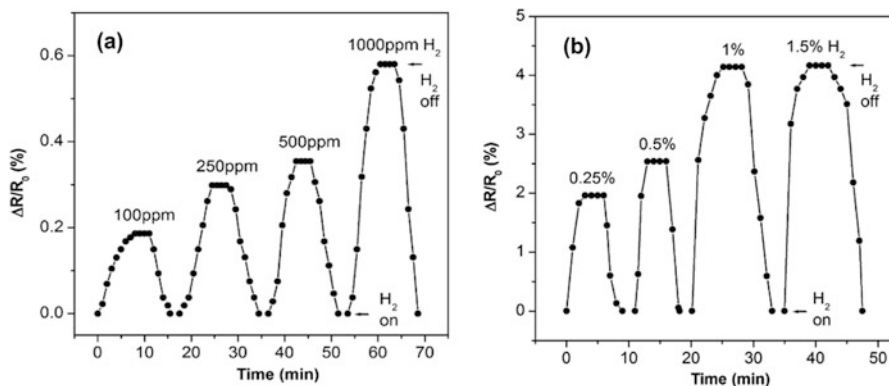 (a)
1000ppm H2
H2
off
500ppm
250ppm
100ppm
H2
on
0.6
0.4
0.2
0.0
ΔR/R0 (%)
0 10 20 30 40 50 60 70
Time (min)
(b)
1%
1.5% H2
H2
off
0.5%
0.25%
H2
on
5
4
3
2
1
0
ΔR/R0 (%)
0 10 20 30 40 50
Time (min)